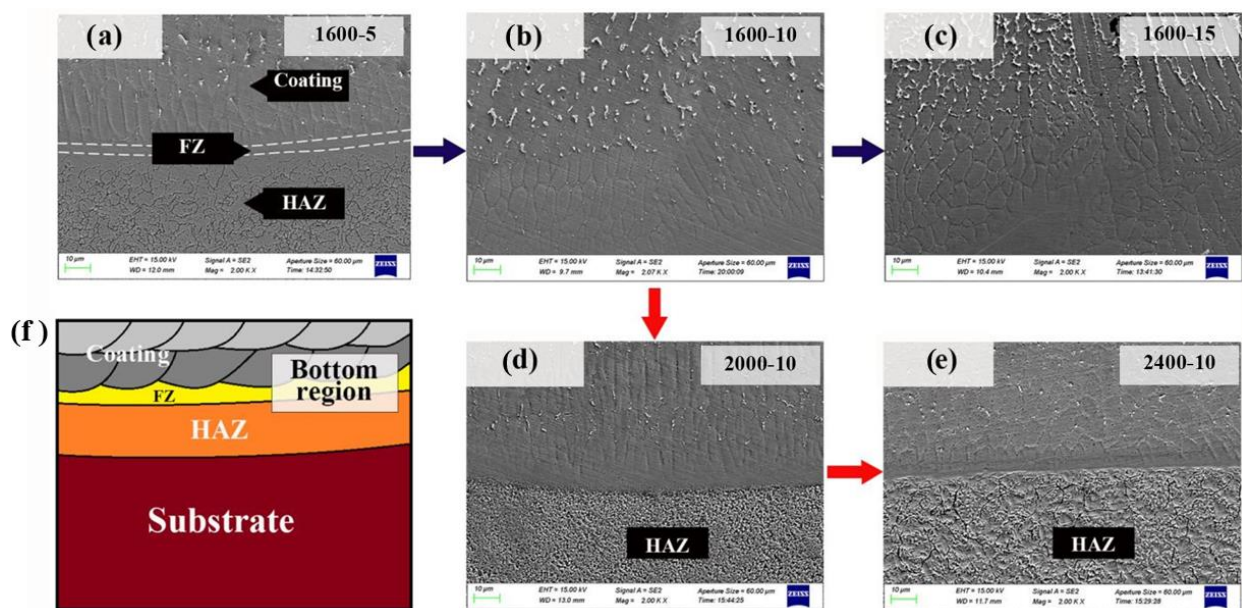 (a)
1600-5
Coating
FZ
HAZ
10 µm
EHT = 15.00 kV Signal A = SE2 Aperture Size = 60.00 µm
WD = 12.0 mm Mag = 2.00 K X Time: 14:32:50
ZEISS
(b)
1600-10
10 µm
EHT = 15.00 kV Signal A = SE2 Aperture Size = 60.00 µm
WD = 9.7 mm Mag = 2.07 K X Time: 20:00:09
ZEISS
(c)
1600-15
10 µm
EHT = 15.00 kV Signal A = SE2 Aperture Size = 60.00 µm
WD = 10.4 mm Mag = 2.00 K X Time: 13:41:30
ZEISS
(f )
Coating
Bottom
region
FZ
HAZ
Substrate
(d)
2000-10
HAZ
10 µm
EHT = 15.00 kV Signal A = SE2 Aperture Size = 60.00 µm
WD = 13.0 mm Mag = 2.00 K X Time: 15:44:25
ZEISS
(e)
2400-10
HAZ
10 µm
EHT = 15.00 kV Signal A = SE2 Aperture Size = 60.00 µm
WD = 11.7 mm Mag = 2.00 K X Time: 15:29:38
ZEISS